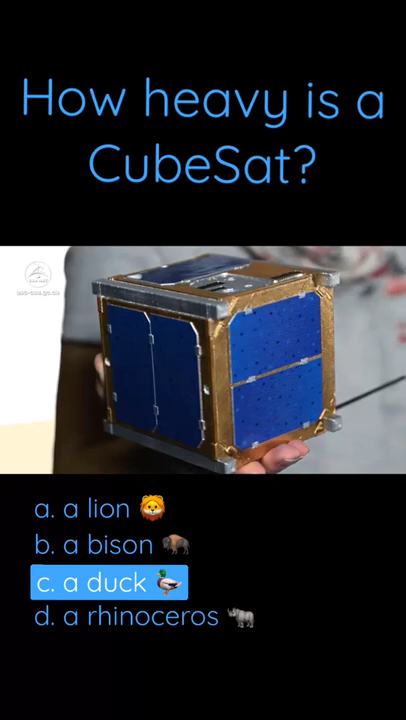 How heavy is a
CubeSat?
a. a lion 🦁
b. a bison 🦬
c. a duck 🦆
d. a rhinoceros 🦏